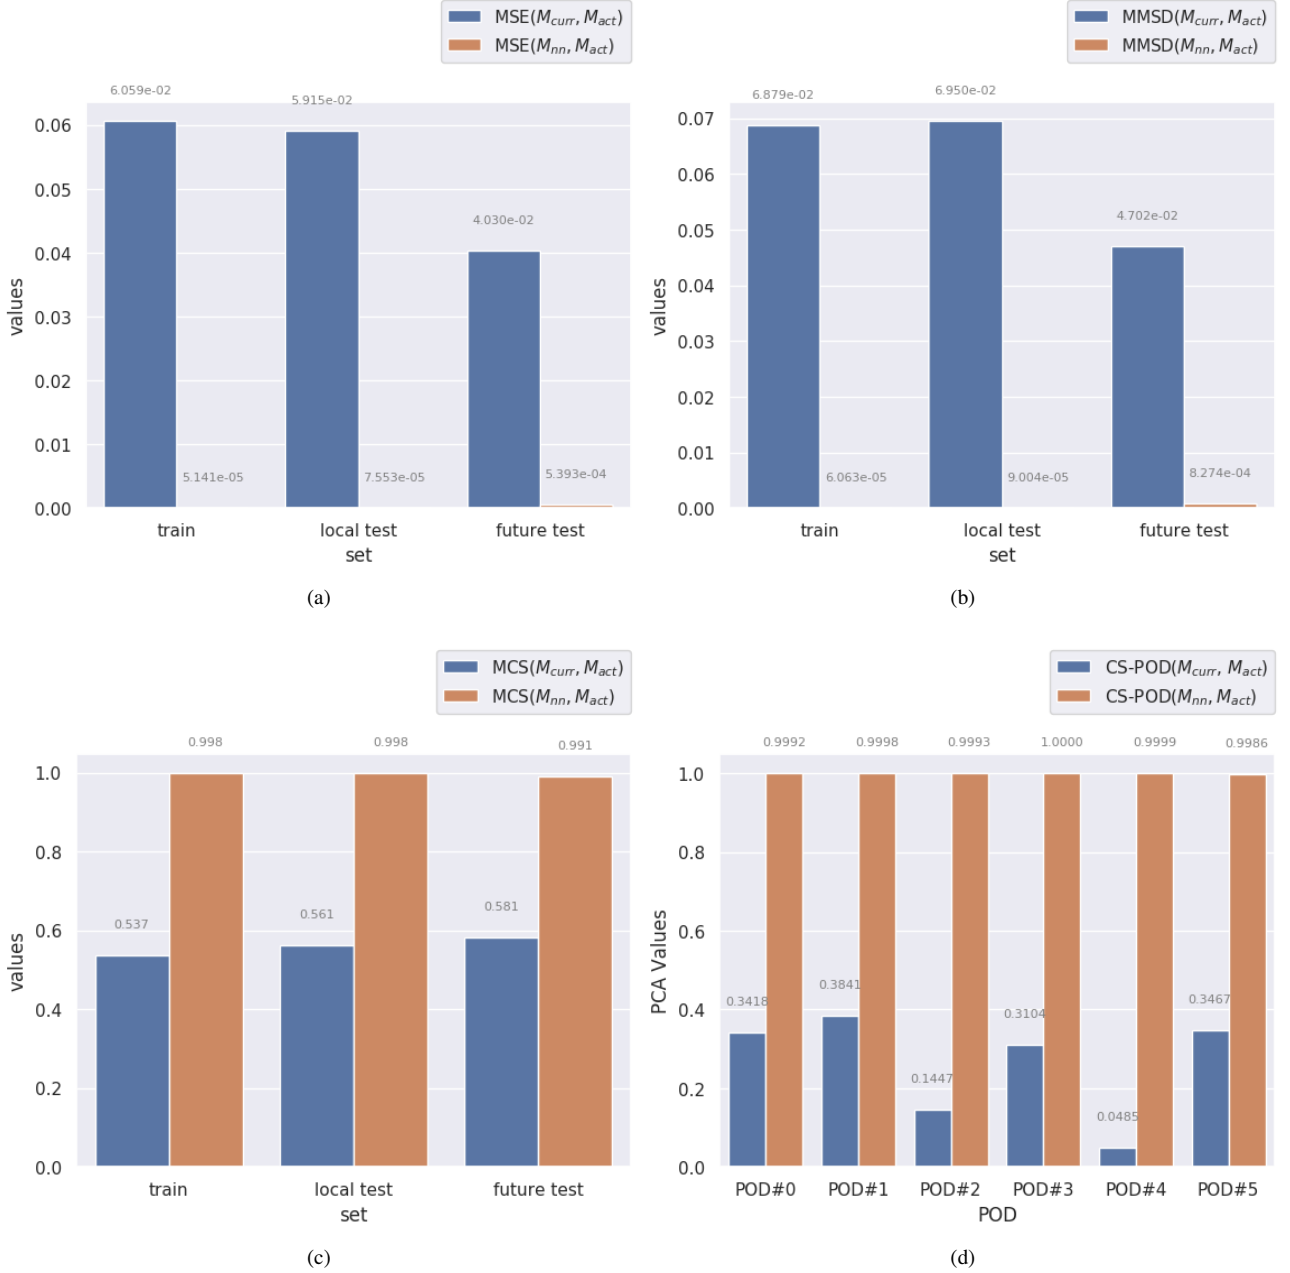 MSE(M_curr, M_act)
MSE(M_nn, M_act)
6.059e-02
5.915e-02
4.030e-02
5.141e-05
7.553e-05
5.393e-04
0.06
0.05
0.04
0.03
0.02
0.01
0.00
values
train
local test
future test
set
(a)
MMSD(M_curr, M_act)
MMSD(M_nn, M_act)
6.879e-02
6.950e-02
4.702e-02
6.063e-05
9.004e-05
8.274e-04
0.07
0.06
0.05
0.04
0.03
0.02
0.01
0.00
values
train
local test
future test
set
(b)
MCS(M_curr, M_act)
MCS(M_nn, M_act)
0.998
0.998
0.991
0.537
0.561
0.581
1.0
0.8
0.6
0.4
0.2
0.0
values
train
local test
future test
set
(c)
CS-POD(M_curr, M_act)
CS-POD(M_nn, M_act)
0.9992
0.9998
0.9993
1.0000
0.9999
0.9986
0.3418
0.3841
0.1447
0.3104
0.0485
0.3467
1.0
0.8
0.6
0.4
0.2
0.0
PCA Values
POD#0
POD#1
POD#2
POD#3
POD#4
POD#5
POD
(d)